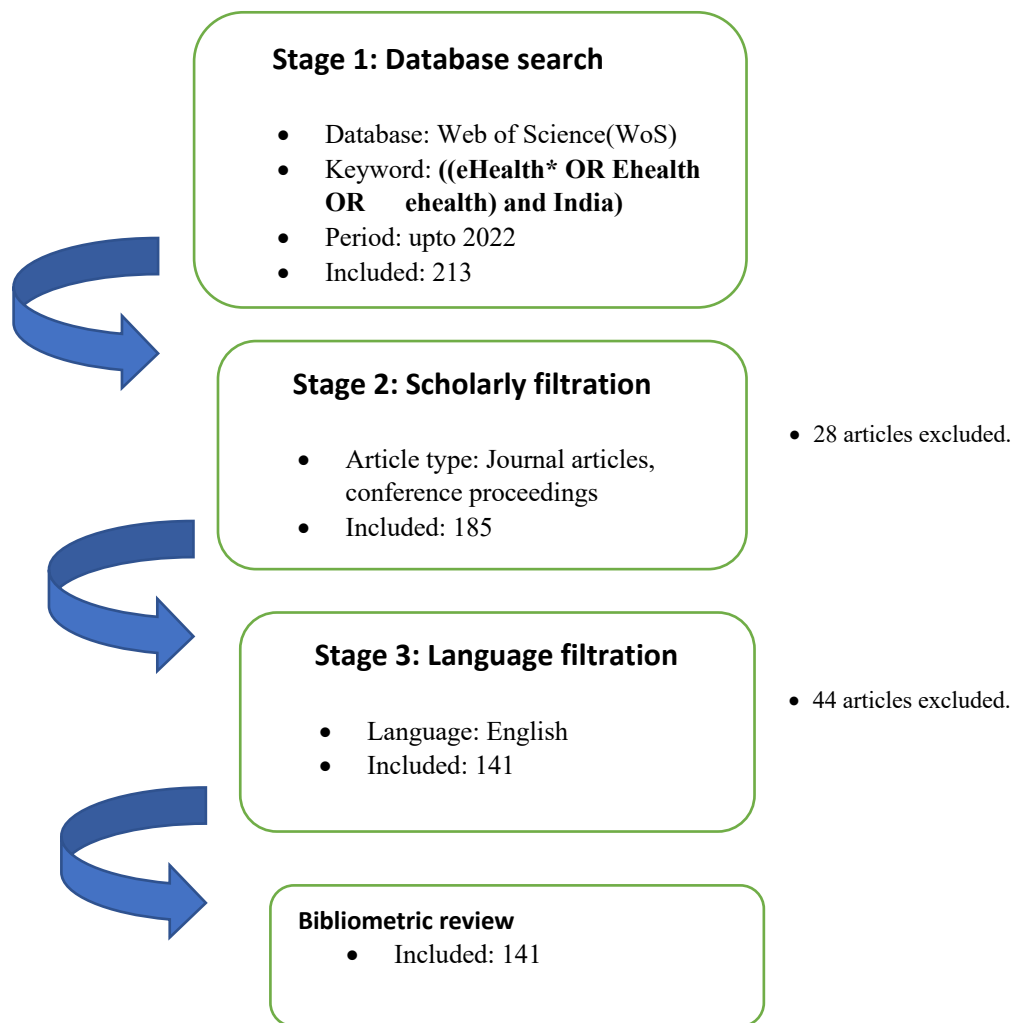 Stage 1: Database search
• Database: Web of Science(WoS)
• Keyword: ((eHealth* OR Ehealth
OR ehealth) and India)
• Period: upto 2022
• Included: 213
Stage 2: Scholarly filtration
• Article type: Journal articles,
conference proceedings
• Included: 185
• 28 articles excluded.
Stage 3: Language filtration
• Language: English
• Included: 141
• 44 articles excluded.
Bibliometric review
• Included: 141